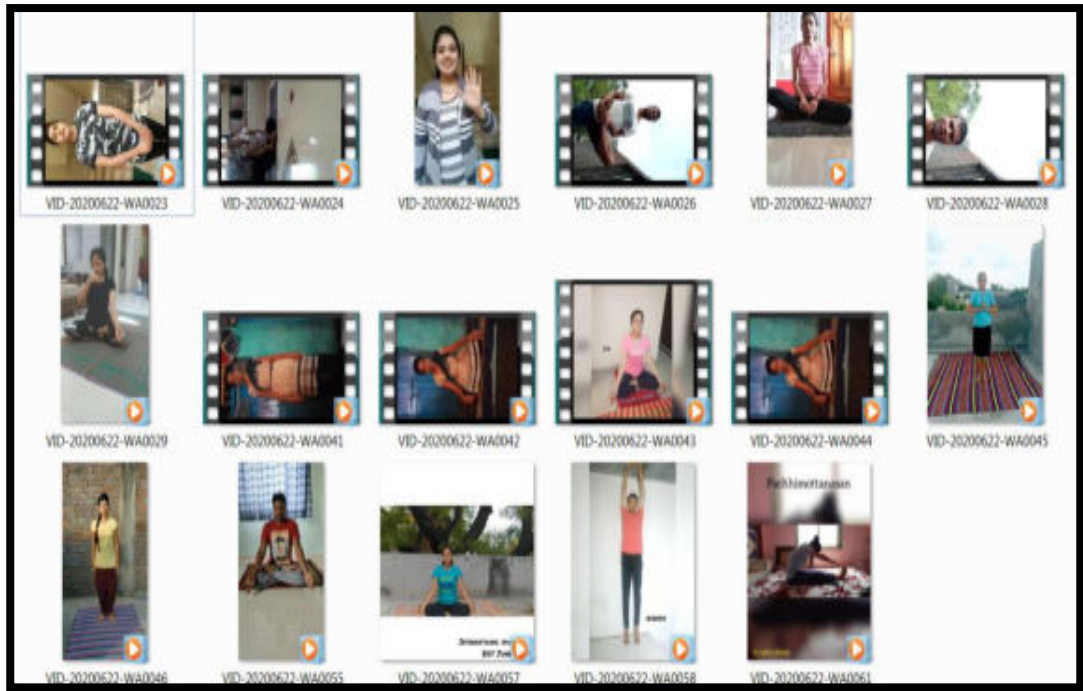 VID-20200622-WA0023
VID-20200622-WA0024
VID-20200622-WA0025
VID-20200622-WA0026
VID-20200622-WA0027
VID-20200622-WA0028
VID-20200622-WA0029
VID-20200622-WA0041
VID-20200622-WA0042
VID-20200622-WA0043
VID-20200622-WA0044
VID-20200622-WA0045
Pachhimottanasan
VID-20200622-WA0046
VID-20200622-WA0055
VID-20200622-WA0057
VID-20200622-WA0058
VID-20200622-WA0061